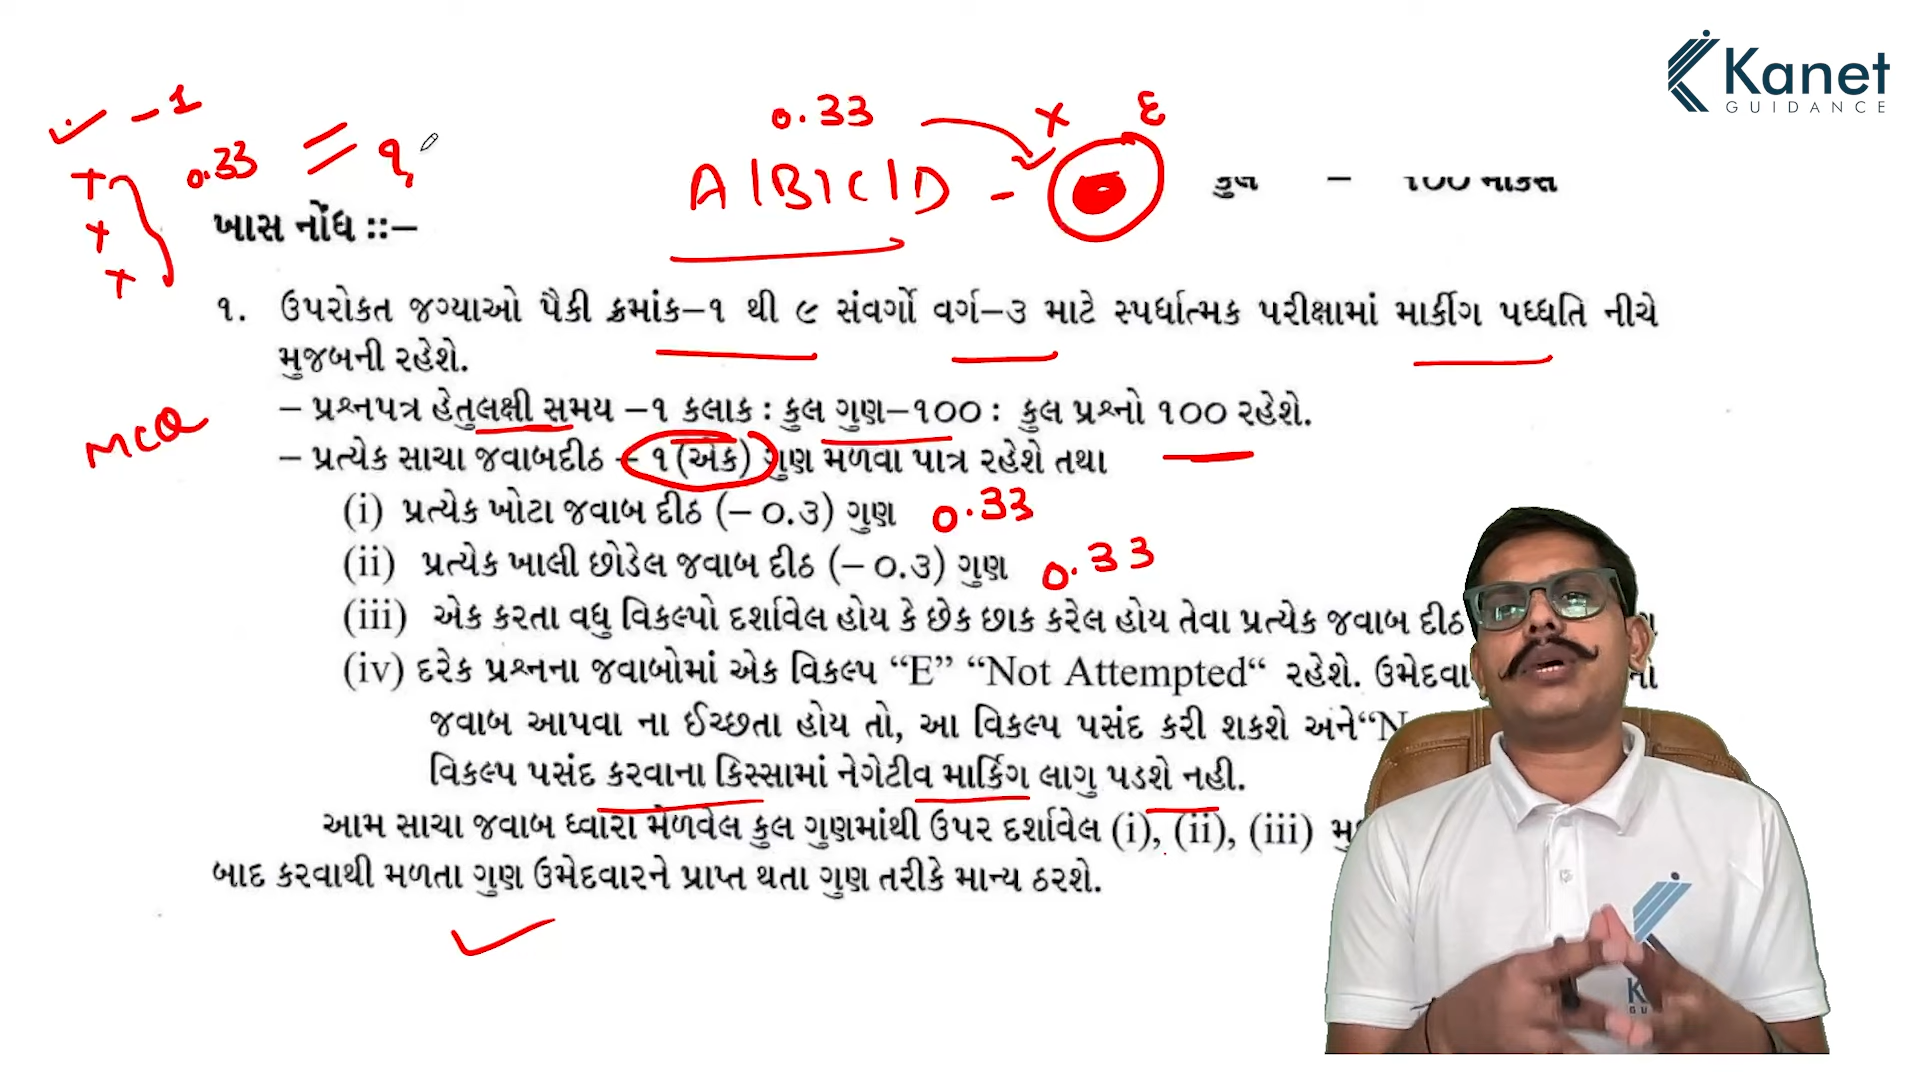 Kanet
GUIDANCE
0.33
x E
✓ - 1
0.33 = ૧,
A|B|C|D -
કુલ – ૧૦૦ માર્કસ
ખાસ નોંધ ::–
૧. ઉપરોકત જગ્યાઓ પૈકી ક્રમાંક–૧ થી ૯ સંવર્ગો વર્ગ–૩ માટે સ્પર્ધાત્મક પરીક્ષામાં માર્કીગ પધ્ધતિ નીચે
મુજબની રહેશે.
– પ્રશ્નપત્ર હેતુલક્ષી સમય –૧ કલાક : કુલ ગુણ–૧૦૦ : કુલ પ્રશ્નો ૧૦૦ રહેશે.
MCQ
– પ્રત્યેક સાચા જવાબદીઠ – ૧ (એક) ગુણ મળવા પાત્ર રહેશે તથા
(i) પ્રત્યેક ખોટા જવાબ દીઠ (– ૦.૩) ગુણ 0.33
(ii) પ્રત્યેક ખાલી છોડેલ જવાબ દીઠ (– ૦.૩) ગુણ 0.33
(iii) એક કરતા વધુ વિકલ્પો દર્શાવેલ હોય કે છેક છાક કરેલ હોય તેવા પ્રત્યેક જવાબ દીઠ
(iv) દરેક પ્રશ્નના જવાબોમાં એક વિકલ્પ “E” “Not Attempted“ રહેશે.
જવાબ આપવા ના ઈચ્છતા હોય તો, આ વિકલ્પ પસંદ કરી શકશે અને
વિકલ્પ પસંદ કરવાના કિસ્સામાં નેગેટીવ માર્કિગ લાગુ પડશે નહી.
આમ સાચા જવાબ ધ્વારા મેળવેલ કુલ ગુણમાંથી ઉપર દર્શાવેલ (i), (ii), (iii)
બાદ કરવાથી મળતા ગુણ ઉમેદવારને પ્રાપ્ત થતા ગુણ તરીકે માન્ય ઠરશે.